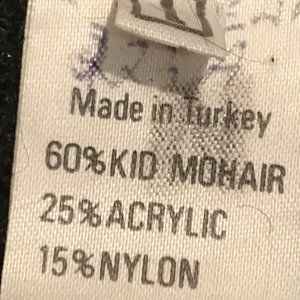 Made in Turkey
60% KID MOHAIR
25% ACRYLIC
15% NYLON